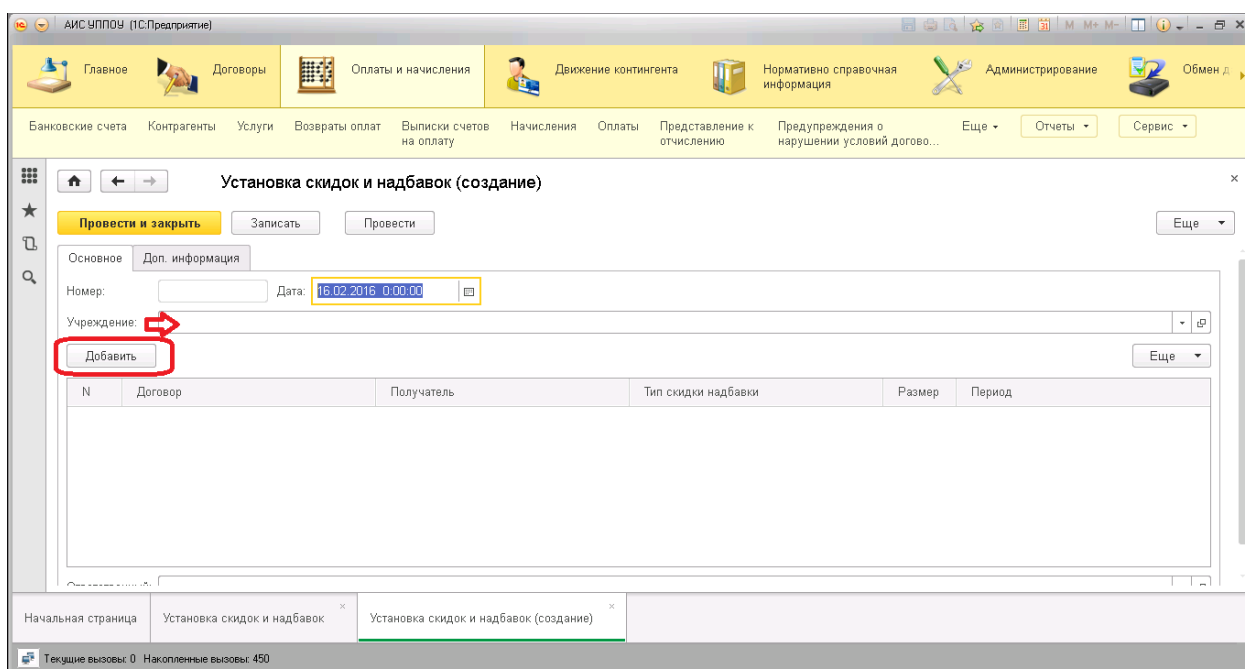 АИС УППОУ (1С:Предприятие)
M M+ M-
Главное
Договоры
Оплаты и начисления
Движение контингента
Нормативно справочная
информация
Администрирование
Обмен д
Банковские счета Контрагенты Услуги Возвраты оплат Выписки счетов
на оплату
Начисления Оплаты Представление к
отчислению
Предупреждения о
нарушении условий догово...
Еще Отчеты Сервис
Установка скидок и надбавок (создание)
Провести и закрыть Записать Провести Еще
Основное Доп. информация
Номер: Дата: 16.02.2016 0:00:00
Учреждение:
Добавить Еще
N Договор Получатель Тип скидки надбавки Размер Период
Начальная страница Установка скидок и надбавок Установка скидок и надбавок (создание)
Текущие вызовы: 0 Накопленные вызовы: 450